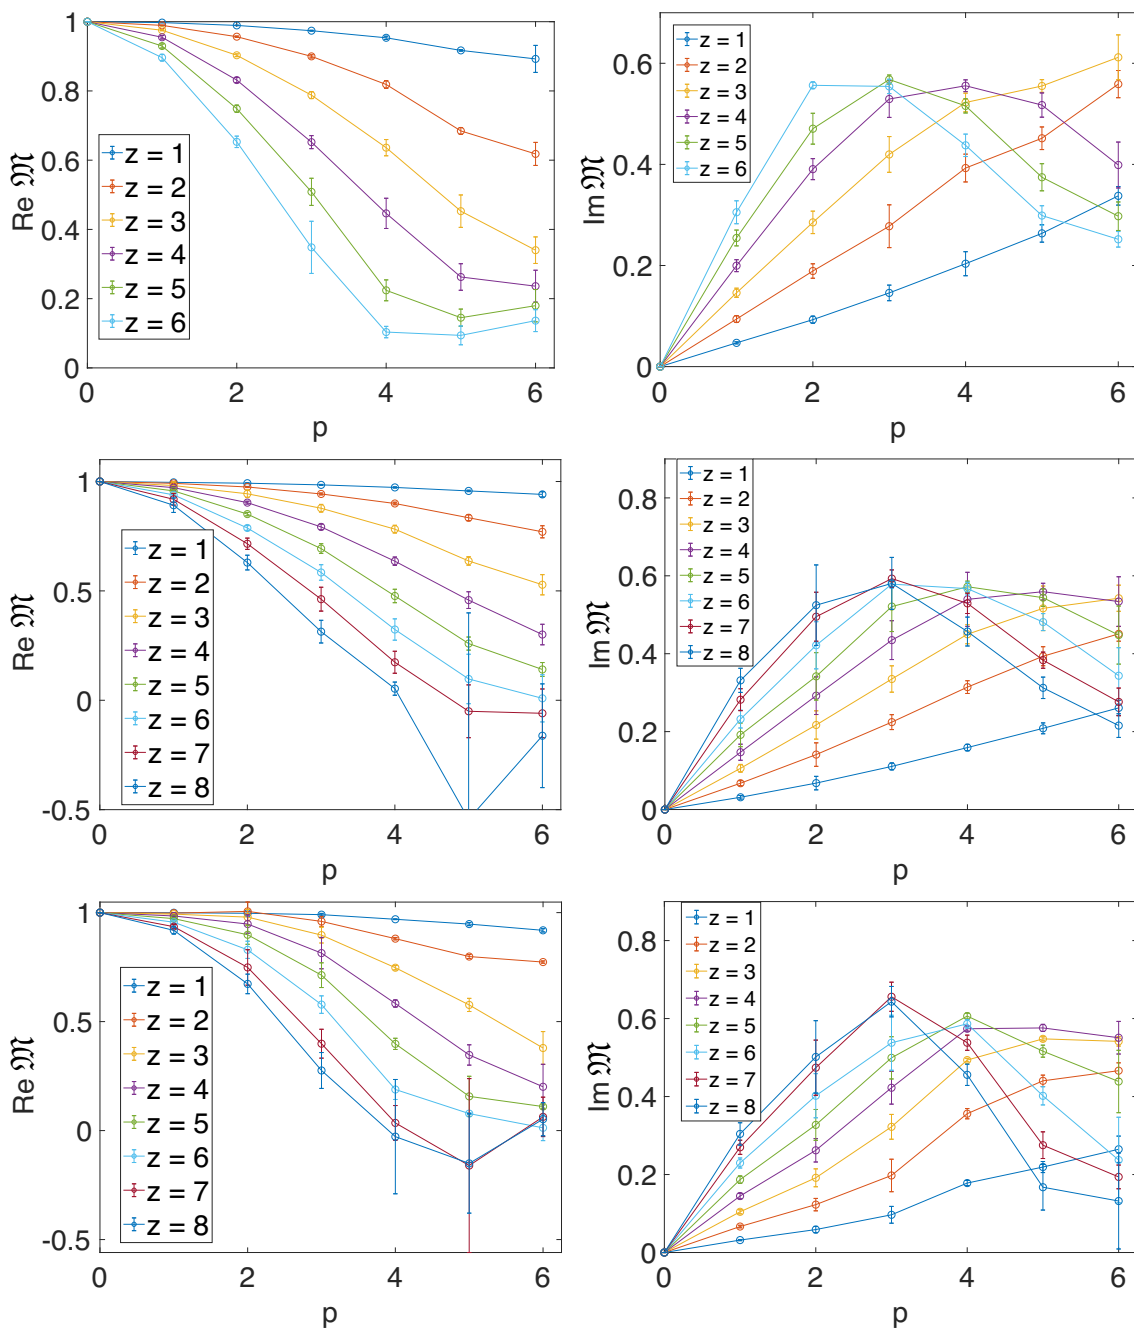 1
0.8
0.6
0.4
0.2
0
0
2
4
6
Re 𝔐
p
z = 1
z = 2
z = 3
z = 4
z = 5
z = 6
0.6
0.4
0.2
0
0
2
4
6
Im 𝔐
p
z = 1
z = 2
z = 3
z = 4
z = 5
z = 6
1
0.5
0
-0.5
0
2
4
6
Re 𝔐
p
z = 1
z = 2
z = 3
z = 4
z = 5
z = 6
z = 7
z = 8
0.8
0.6
0.4
0.2
0
0
2
4
6
Im 𝔐
p
z = 1
z = 2
z = 3
z = 4
z = 5
z = 6
z = 7
z = 8
1
0.5
0
-0.5
0
2
4
6
Re 𝔐
p
z = 1
z = 2
z = 3
z = 4
z = 5
z = 6
z = 7
z = 8
0.8
0.6
0.4
0.2
0
0
2
4
6
Im 𝔐
p
z = 1
z = 2
z = 3
z = 4
z = 5
z = 6
z = 7
z = 8